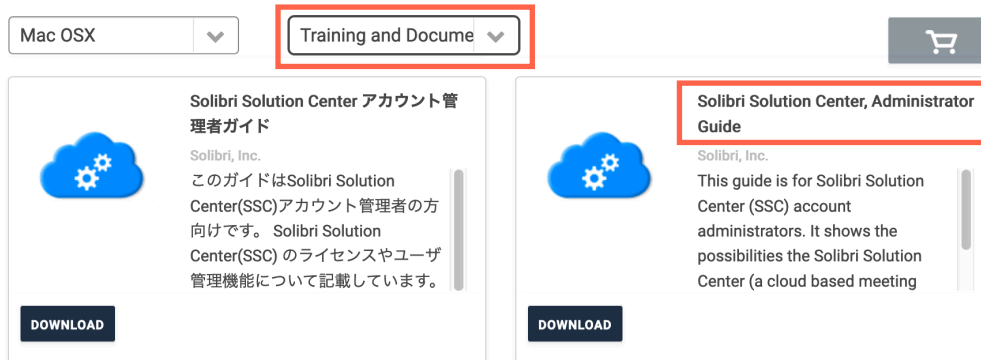 Mac OSX
Training and Docume
Solibri Solution Center アカウント管
理者ガイド
Solibri, Inc.
このガイドはSolibri Solution
Center(SSC)アカウント管理者の方
向けです。 Solibri Solution
Center(SSC) のライセンスやユーザ
管理機能について記載しています。
DOWNLOAD
Solibri Solution Center, Administrator
Guide
Solibri, Inc.
This guide is for Solibri Solution
Center (SSC) account
administrators. It shows the
possibilities the Solibri Solution
Center (a cloud based meeting
DOWNLOAD